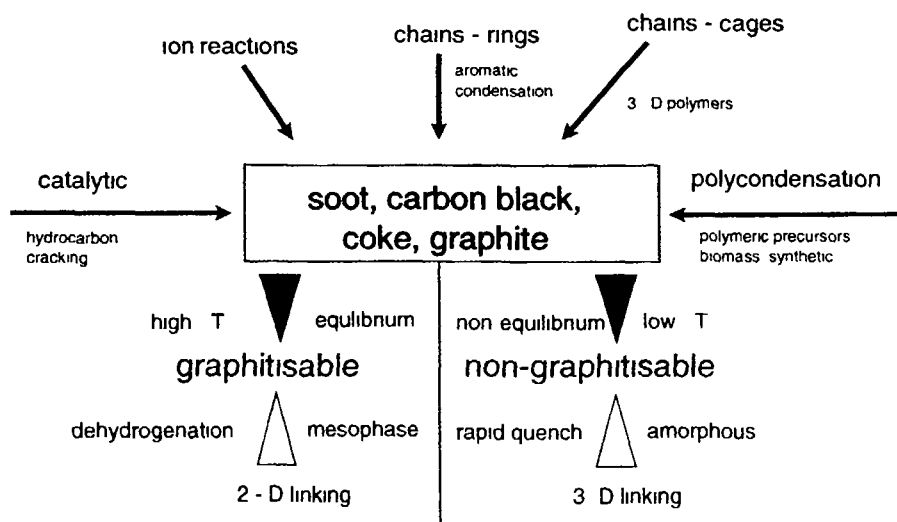 ion reactions
chains - rings
chains - cages
aromatic
condensation
3 D polymers
catalytic
hydrocarbon
cracking
soot, carbon black,
coke, graphite
polycondensation
polymeric precursors
biomass synthetic
high T
equilibrium
non equilibrium
low T
graphitisable
non-graphitisable
dehydrogenation
mesophase
rapid quench
amorphous
2 - D linking
3 D linking